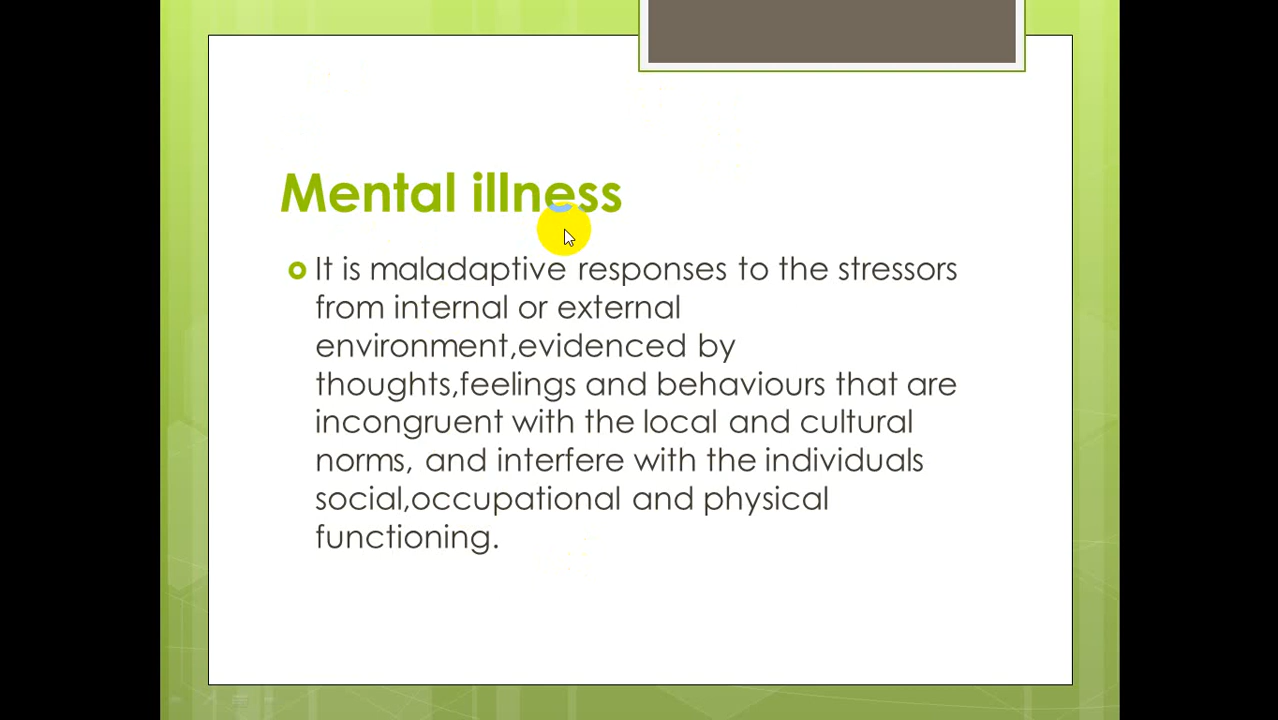 Mental illness
It is maladaptive responses to the stressors
from internal or external
environment,evidenced by
thoughts,feelings and behaviours that are
incongruent with the local and cultural
norms, and interfere with the individuals
social,occupational and physical
functioning.